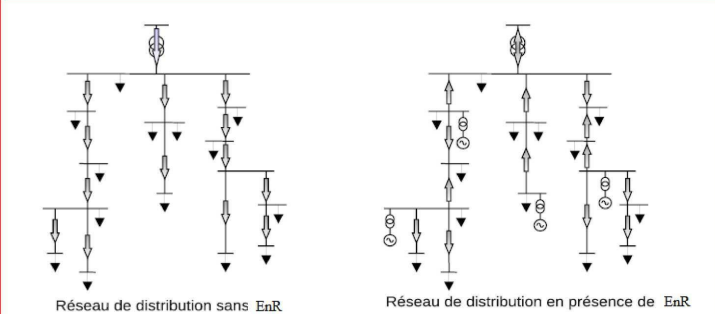 Réseau de distribution sans EnR
Réseau de distribution en présence de EnR